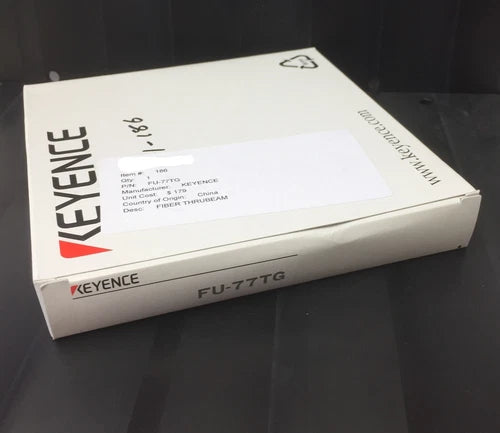 KEYENCE
1-186
Item #: 186
Qty: 1
P/N: FU-77TG
Manufacturer: KEYENCE
Unit Cost: $ 179
Country of Origin: China
Desc: FIBER THRUBEAM
www.keyence.com
KEYENCE
FU-77TG